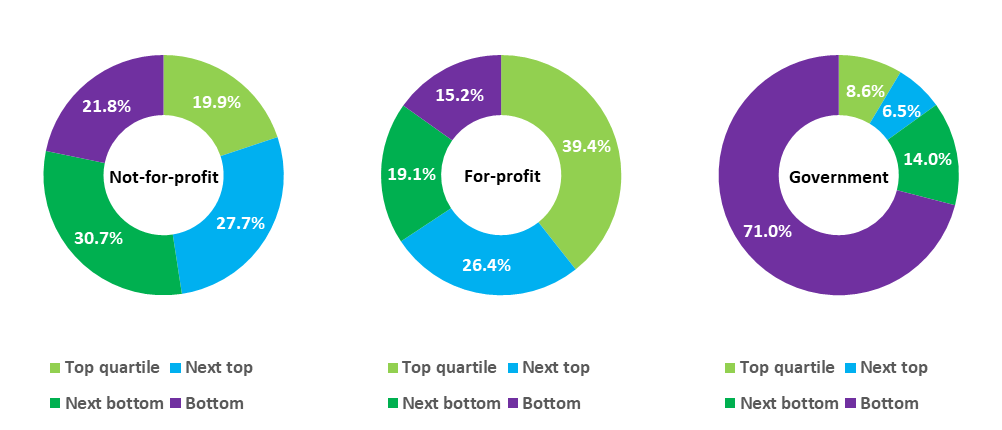 19.9%
27.7%
30.7%
21.8%
Not-for-profit
Top quartile Next top
Next bottom Bottom
39.4%
26.4%
19.1%
15.2%
For-profit
Top quartile Next top
Next bottom Bottom
8.6%
6.5%
14.0%
71.0%
Government
Top quartile Next top
Next bottom Bottom